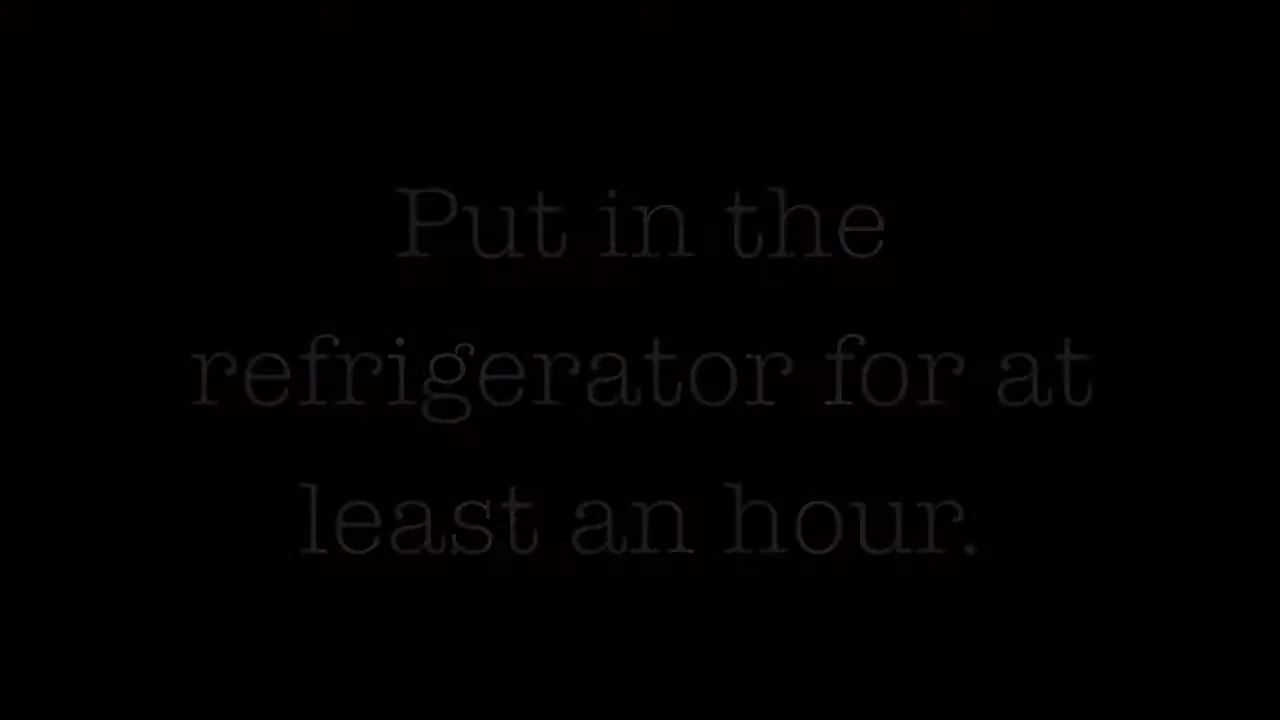 Put in the
refrigerator for at
least an hour.